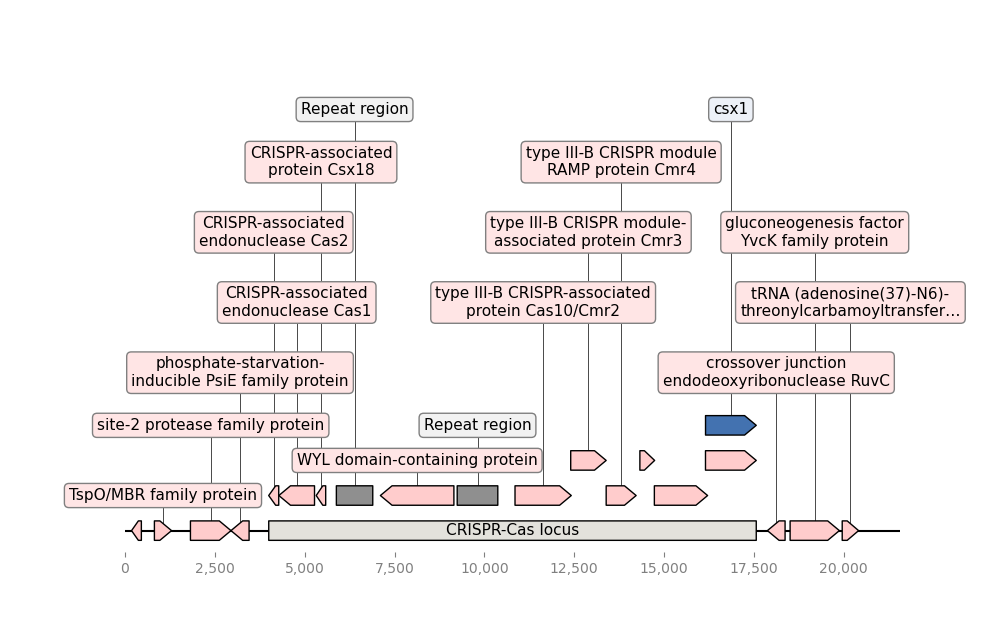 Repeat region
csx1
CRISPR-associated
protein Csx18
type III-B CRISPR module
RAMP protein Cmr4
CRISPR-associated
endonuclease Cas2
type III-B CRISPR module-
associated protein Cmr3
gluconeogenesis factor
YvcK family protein
CRISPR-associated
endonuclease Cas1
type III-B CRISPR-associated
protein Cas10/Cmr2
tRNA (adenosine(37)-N6)-
threonylcarbamoyltransfer...
phosphate-starvation-
inducible PsiE family protein
crossover junction
endodeoxyribonuclease RuvC
site-2 protease family protein
Repeat region
WYL domain-containing protein
TspO/MBR family protein
CRISPR-Cas locus
0 2,500 5,000 7,500 10,000 12,500 15,000 17,500 20,000